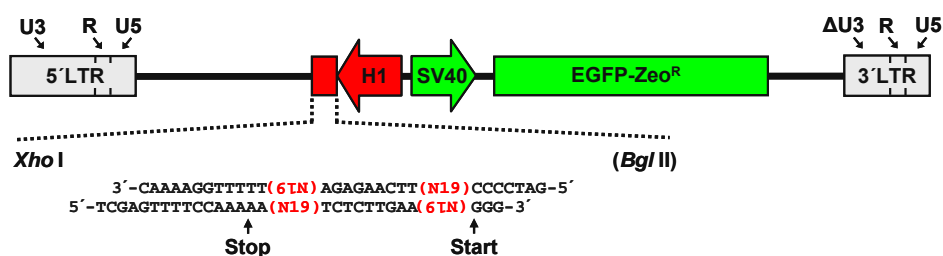 U3 R U5 ΔU3 R U5
5´LTR H1 SV40 EGFP-Zeoᴿ 3´LTR
Xho I (Bgl II)
3´-CAAAAGGTTTTT(N19)AGAGAACTT(N19)CCCCTAG-5´
5´-TCGAGTTTTCCAAAAA(N19)TCTCTTGAA(N19)GGG-3´
Stop Start